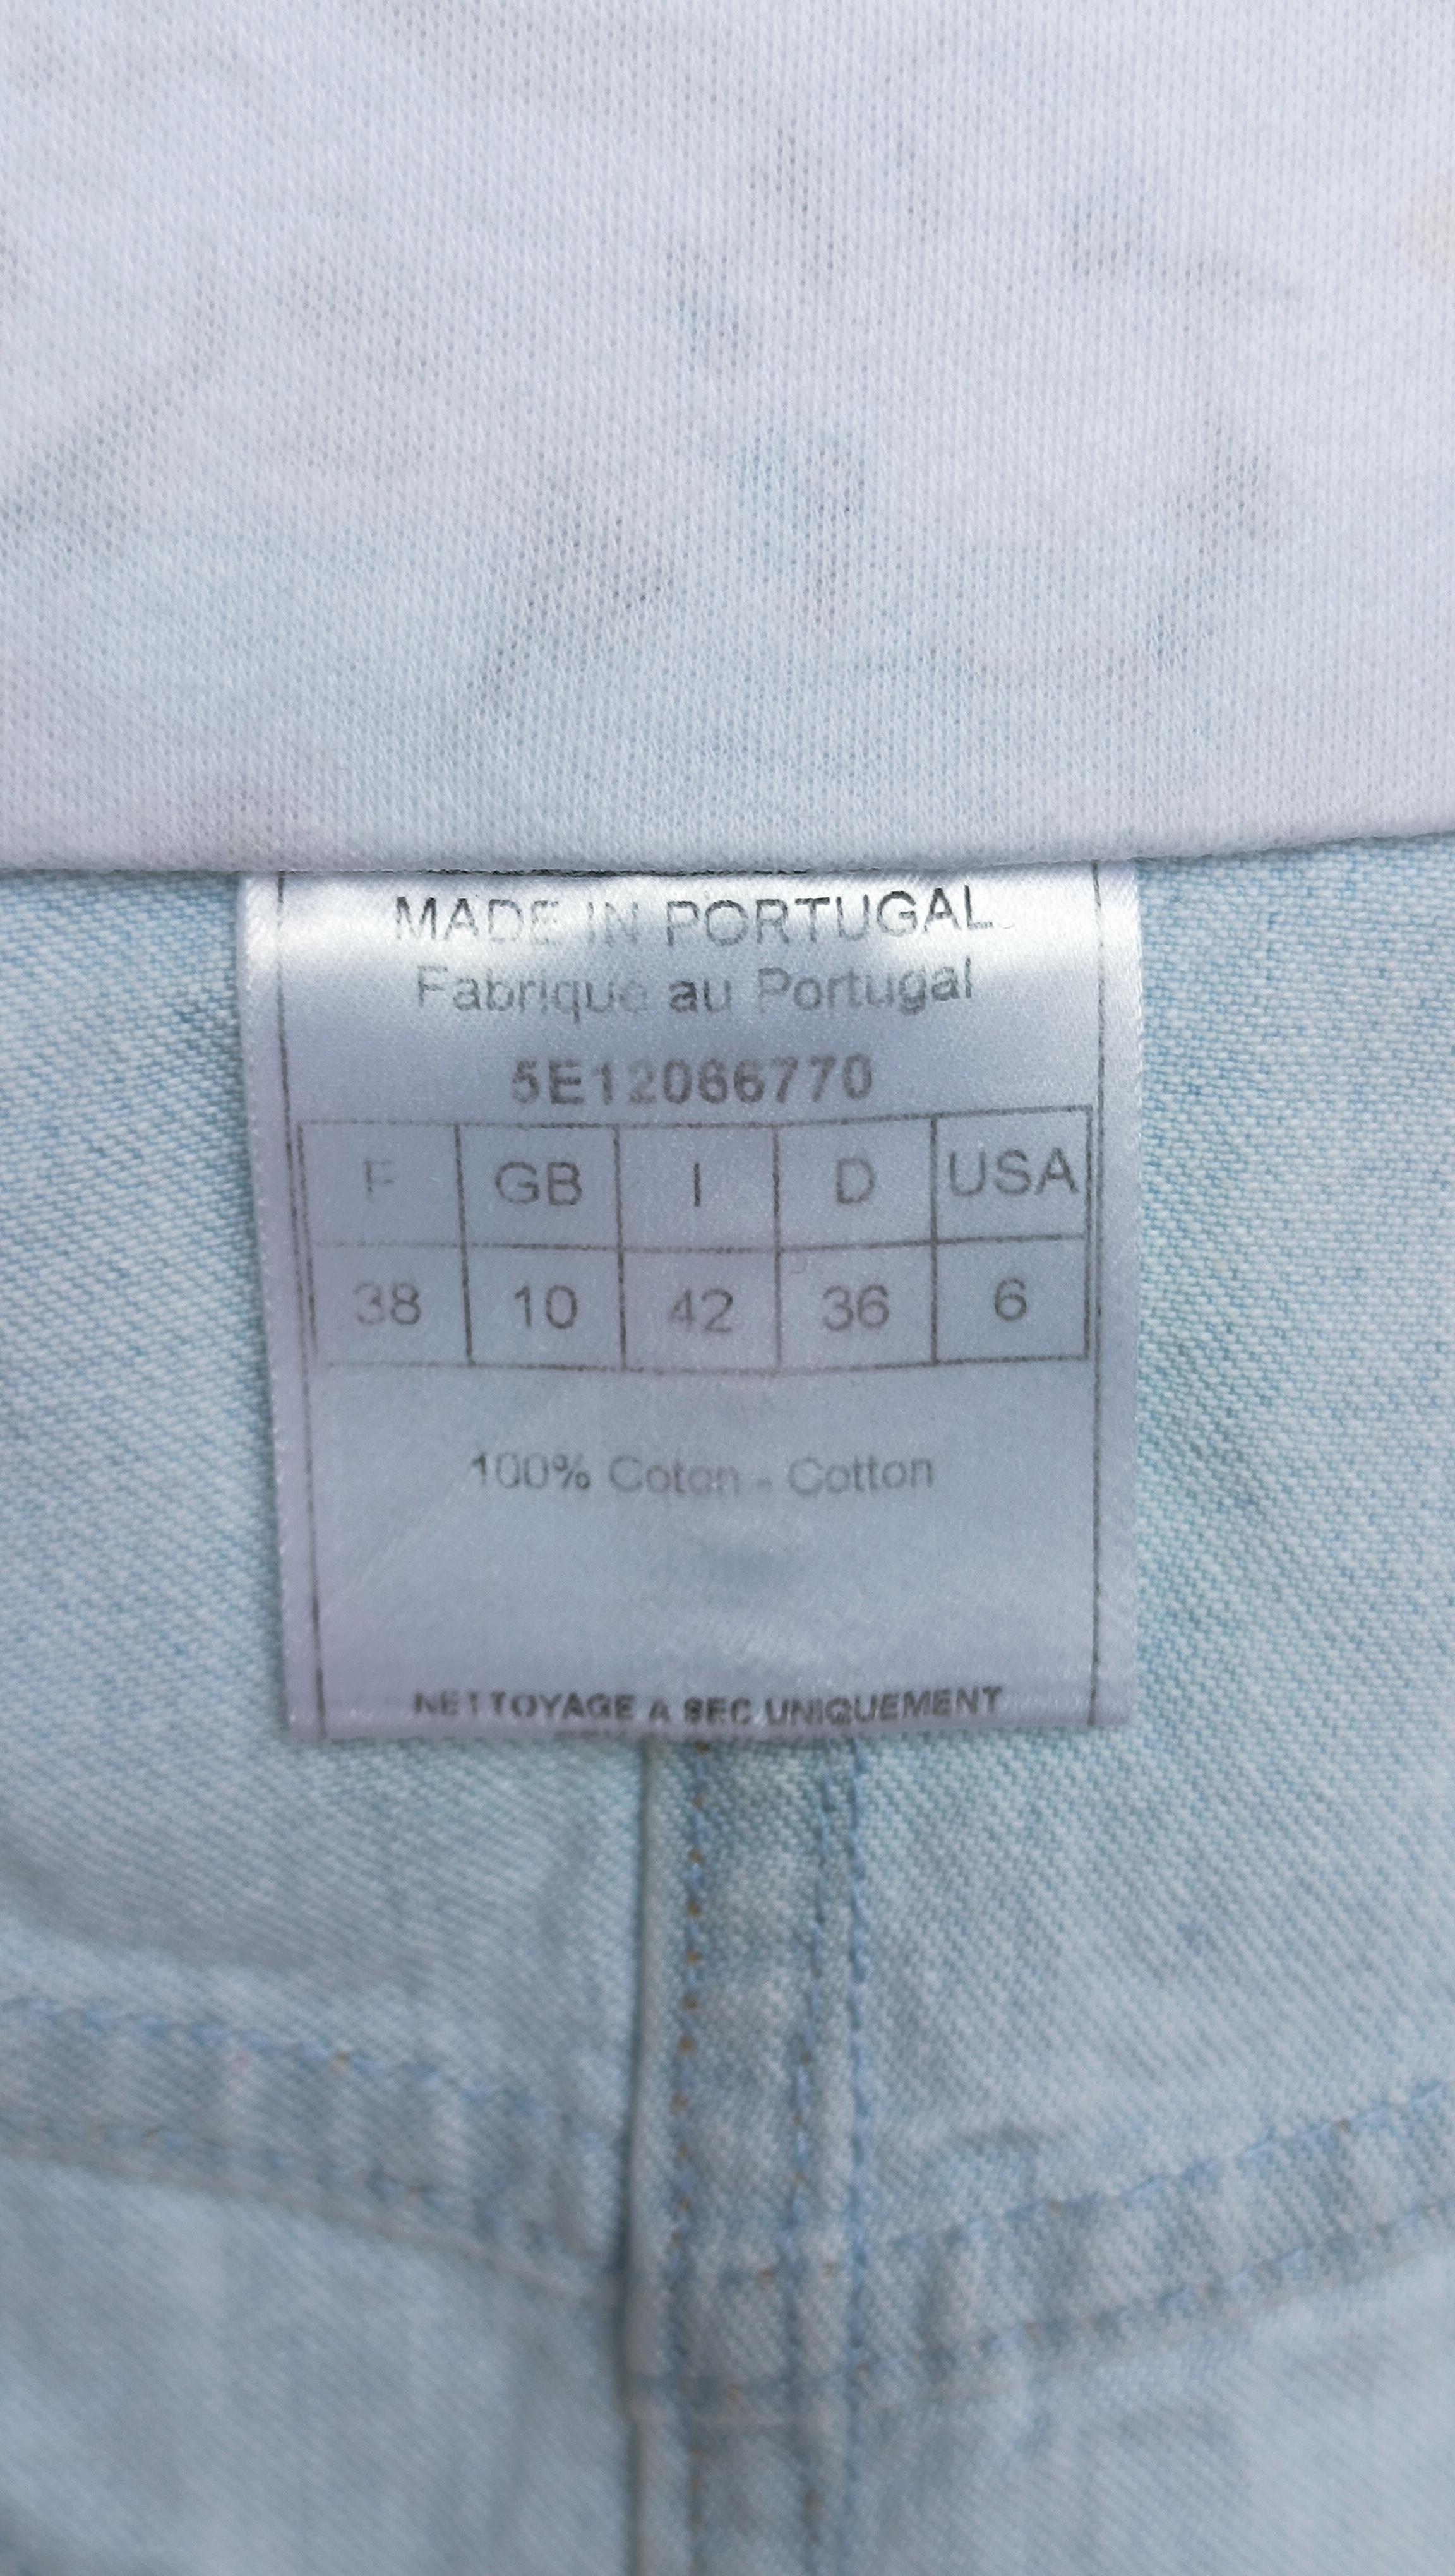 MADE IN PORTUGAL
Fabrique au Portugal
5E12066770
F GB I D USA
38 10 42 36 6
100% Coton - Cotton
NETTOYAGE A SEC UNIQUEMENT